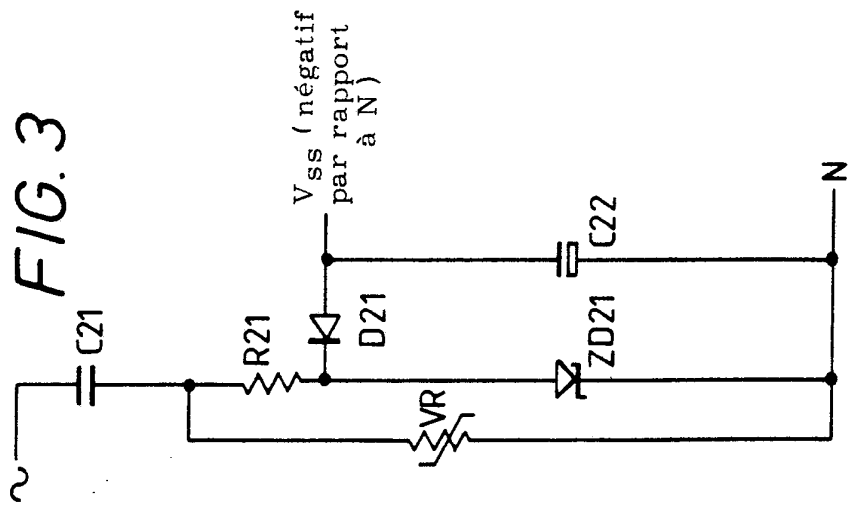 FIG. 3
~
C21
R21
D21
VR
ZD21
C22
Vss (négatif
par rapport
à N)
N